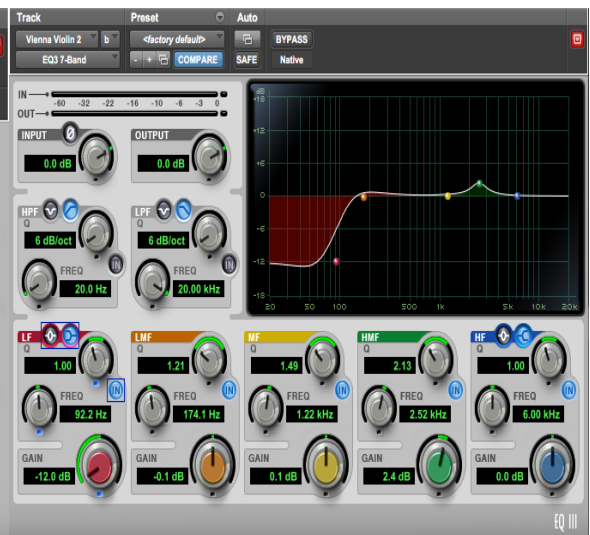 Track Preset Auto
Vienna Violin 2 b <factory default> BYPASS
EQ3 7-Band - + COMPARE SAFE Native
IN
-60 -32 -22 -16 -10 -6 -3 0
OUT
INPUT OUTPUT
0.0 dB 0.0 dB
HPF LPF
Q Q
6 dB/oct 6 dB/oct
IN IN
FREQ FREQ
20.0 Hz 20.00 kHz
dB
+18
+12
+6
0
-6
-12
-18
20 50 100 500 1k 5k 10k 20k
LF LMF MF HMF HF
Q Q Q Q Q
1.00 1.21 1.49 2.13 1.00
IN IN IN IN IN
FREQ FREQ FREQ FREQ FREQ
92.2 Hz 174.1 Hz 1.22 kHz 2.52 kHz 6.00 kHz
GAIN GAIN GAIN GAIN GAIN
-12.0 dB -0.1 dB 0.1 dB 2.4 dB 0.0 dB
EQ III